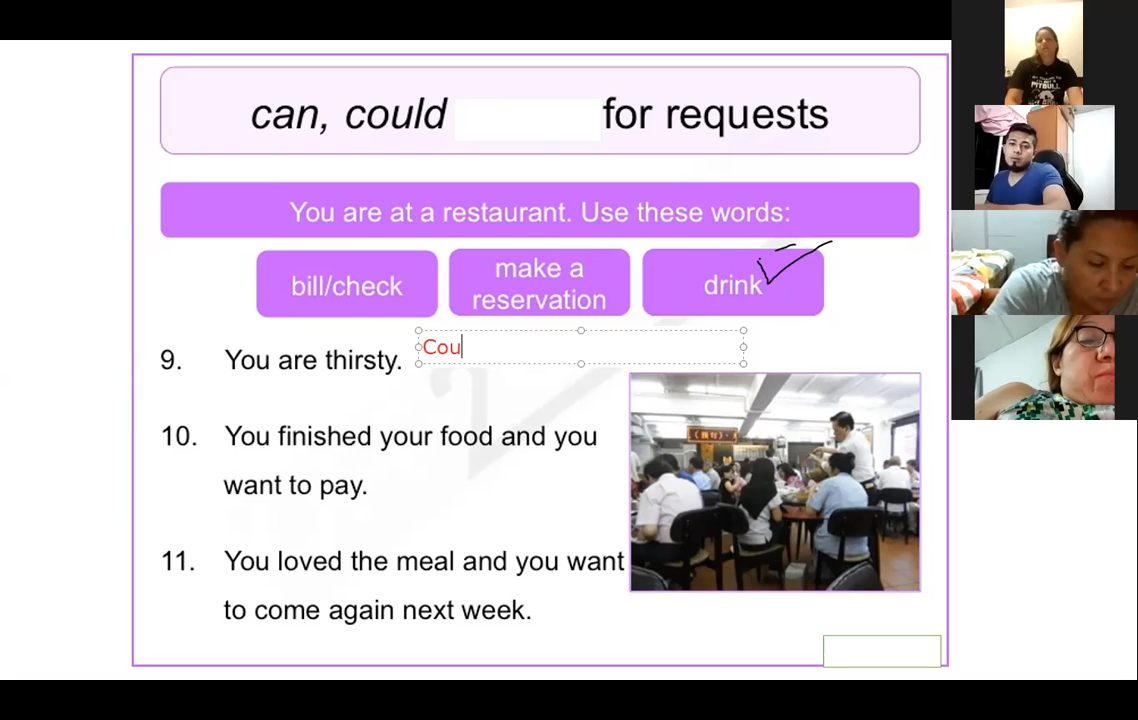 can, could for requests
You are at a restaurant. Use these words:
bill/check
make a
reservation
drink
9. You are thirsty. Cou
10. You finished your food and you
want to pay.
11. You loved the meal and you want
to come again next week.